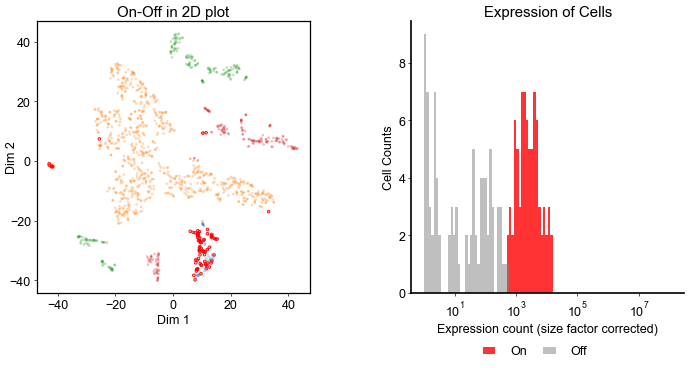 On-Off in 2D plot
Dim 2
40
20
0
−20
−40
−40 −20 0 20 40
Dim 1
Expression of Cells
Cell Counts
8
6
4
2
0
10^1 10^3 10^5 10^7
Expression count (size factor corrected)
On Off